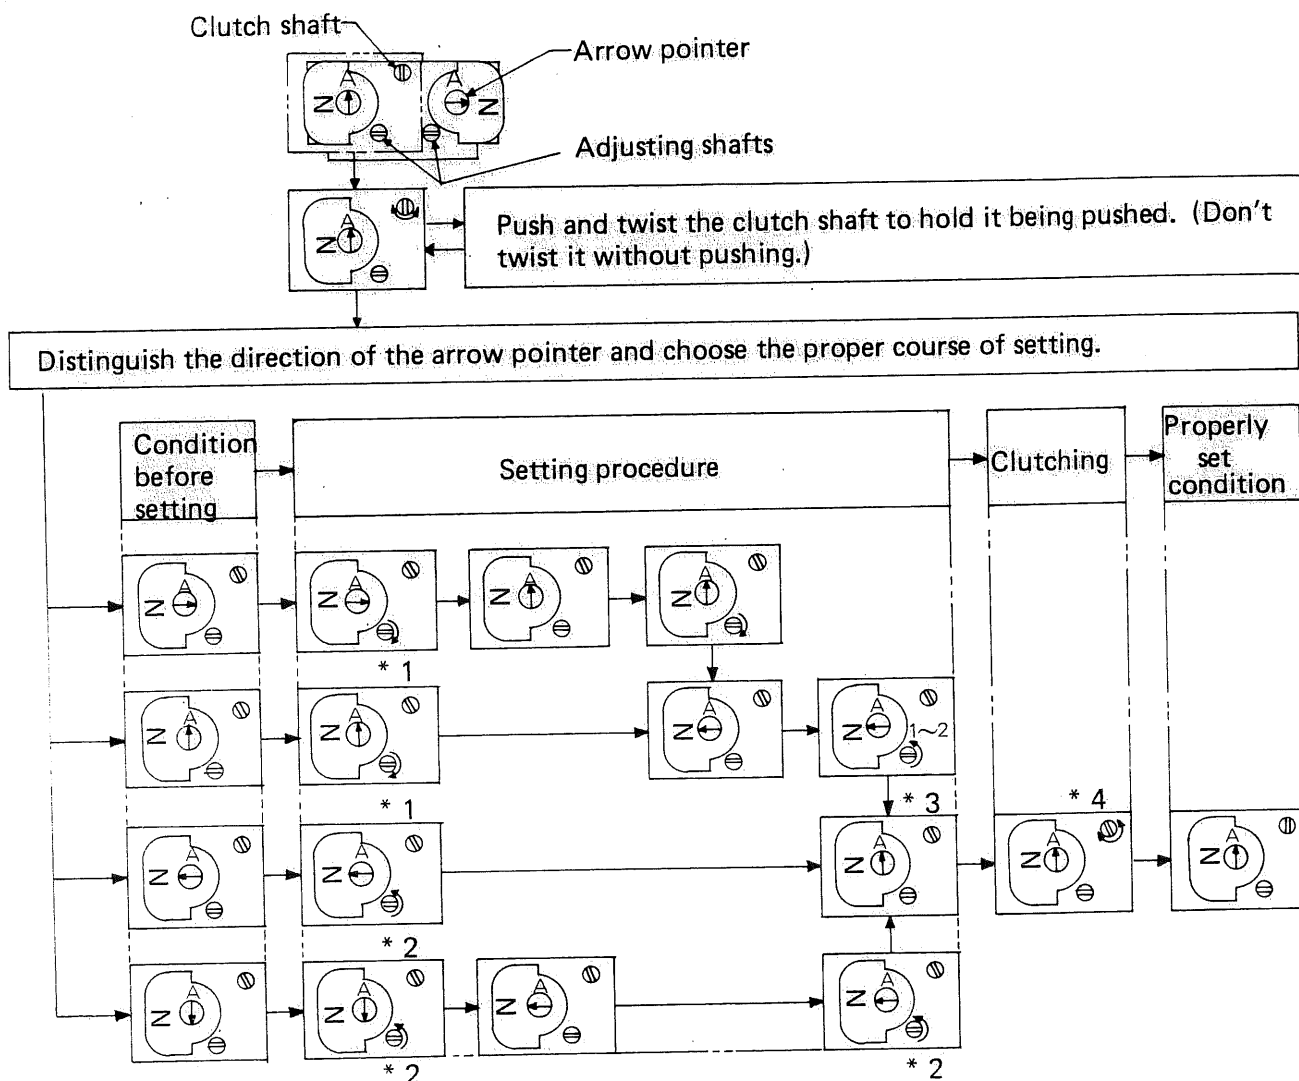 Clutch shaft
Arrow pointer
A
N
A
N
Adjusting shafts
A
N
Push and twist the clutch shaft to hold it being pushed. (Don't
twist it without pushing.)
Distinguish the direction of the arrow pointer and choose the proper course of setting.
Condition
before
setting
Setting procedure
Clutching
Properly
set
condition
A
N
A
N
A
N
A
N
* 1
A
N
A
N
A
N
A
N
1~2
* 1
* 3
* 4
A
N
A
N
A
N
A
N
A
N
* 2
A
N
A
N
A
N
A
N
* 2
* 2